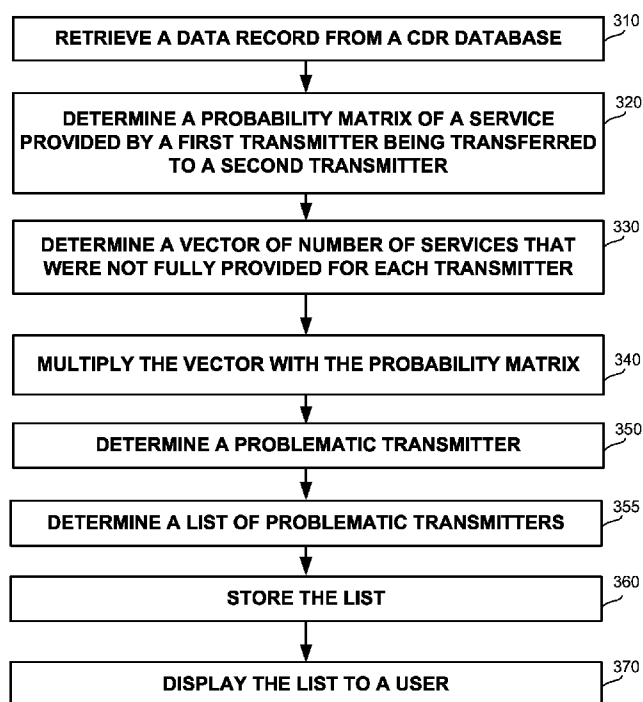 RETRIEVE A DATA RECORD FROM A CDR DATABASE
310
DETERMINE A PROBABILITY MATRIX OF A SERVICE
PROVIDED BY A FIRST TRANSMITTER BEING TRANSFERRED
TO A SECOND TRANSMITTER
320
DETERMINE A VECTOR OF NUMBER OF SERVICES THAT
WERE NOT FULLY PROVIDED FOR EACH TRANSMITTER
330
MULTIPLY THE VECTOR WITH THE PROBABILITY MATRIX
340
DETERMINE A PROBLEMATIC TRANSMITTER
350
DETERMINE A LIST OF PROBLEMATIC TRANSMITTERS
355
STORE THE LIST
360
DISPLAY THE LIST TO A USER
370